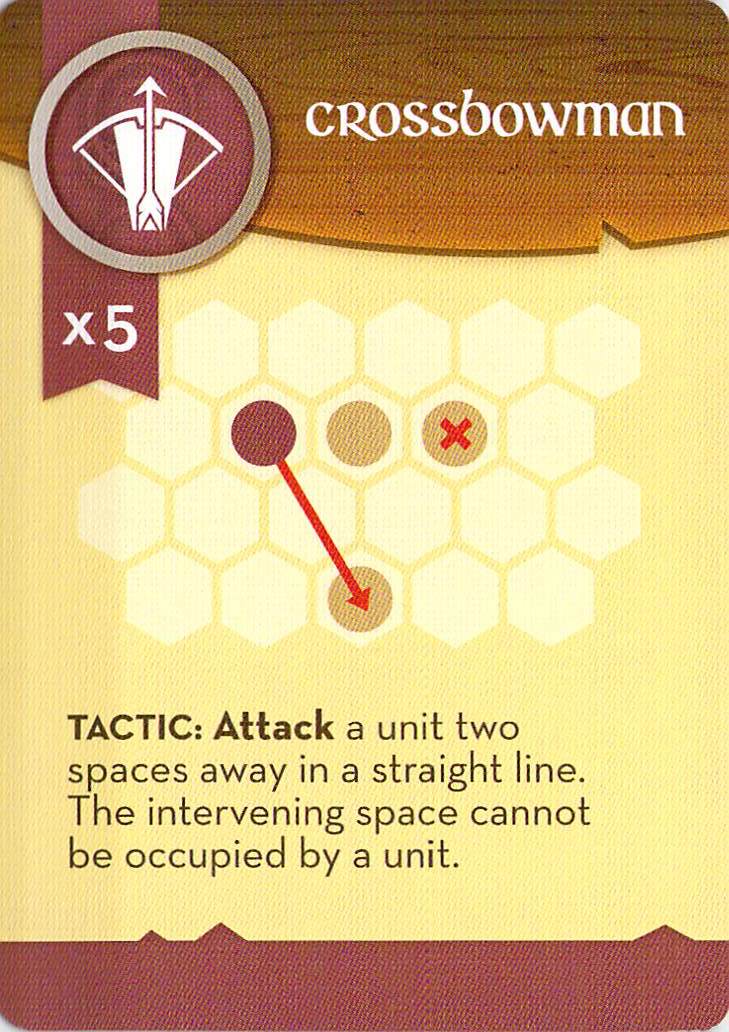 CROSSBOWMAN
x5
TACTIC: Attack a unit two
spaces away in a straight line.
The intervening space cannot
be occupied by a unit.